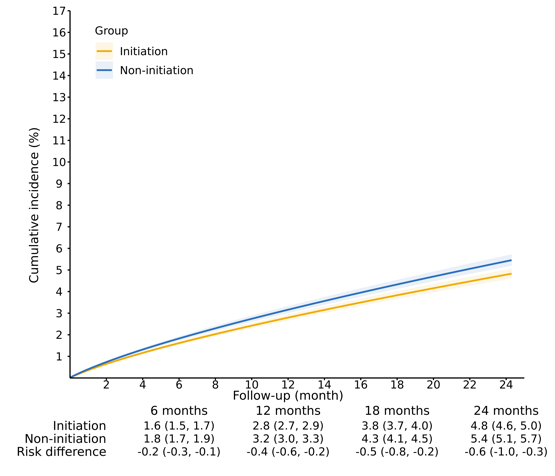 17
16
15
14
13
12
11
10
9
8
7
6
5
4
3
2
1
Cumulative incidence (%)
Group
Initiation
Non-initiation
2 4 6 8 10 12 14 16 18 20 22 24
Follow-up (month)
6 months 12 months 18 months 24 months
Initiation 1.6 (1.5, 1.7) 2.8 (2.7, 2.9) 3.8 (3.7, 4.0) 4.8 (4.6, 5.0)
Non-initiation 1.8 (1.7, 1.9) 3.2 (3.0, 3.3) 4.3 (4.1, 4.5) 5.4 (5.1, 5.7)
Risk difference -0.2 (-0.3, -0.1) -0.4 (-0.6, -0.2) -0.5 (-0.8, -0.2) -0.6 (-1.0, -0.3)